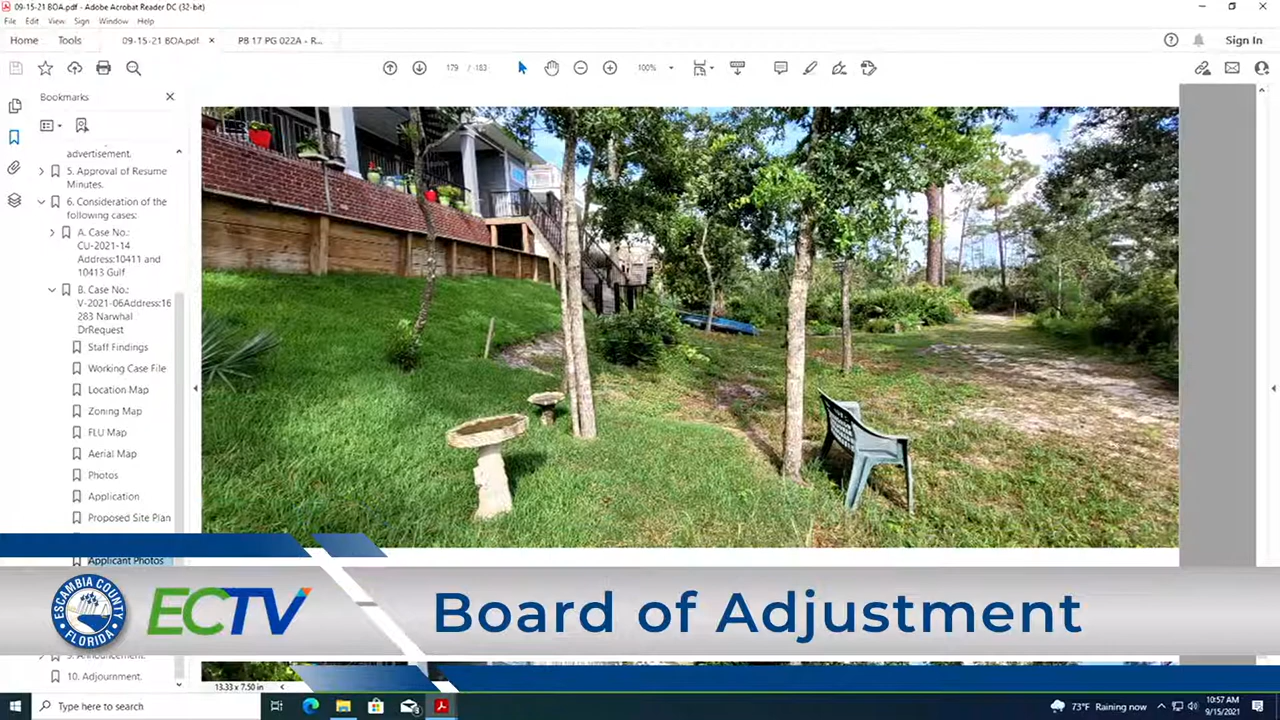 09-15-21 BOA.pdf - Adobe Acrobat Reader DC (32-bit)
File Edit View Sign Window Help
Home Tools 09-15-21 BOA.pdf × PB 17 PG 022A - R... Sign In
179 / 183 100%
Bookmarks
advertisement.
5. Approval of Resume
Minutes.
6. Consideration of the
following cases:
A. Case No.:
CU-2021-14
Address:10411 and
10413 Gulf
B. Case No.:
V-2021-06Address:16
283 Narwhal
DrRequest
Staff Findings
Working Case File
Location Map
Zoning Map
FLU Map
Aerial Map
Photos
Application
Proposed Site Plan
Applicant Photos
ESCAMBIA COUNTY
FLORIDA
ECTV
Board of Adjustment
10. Adjournment.
13.33 x 7.50 in
Type here to search
73°F Raining now
10:57 AM
9/15/2021